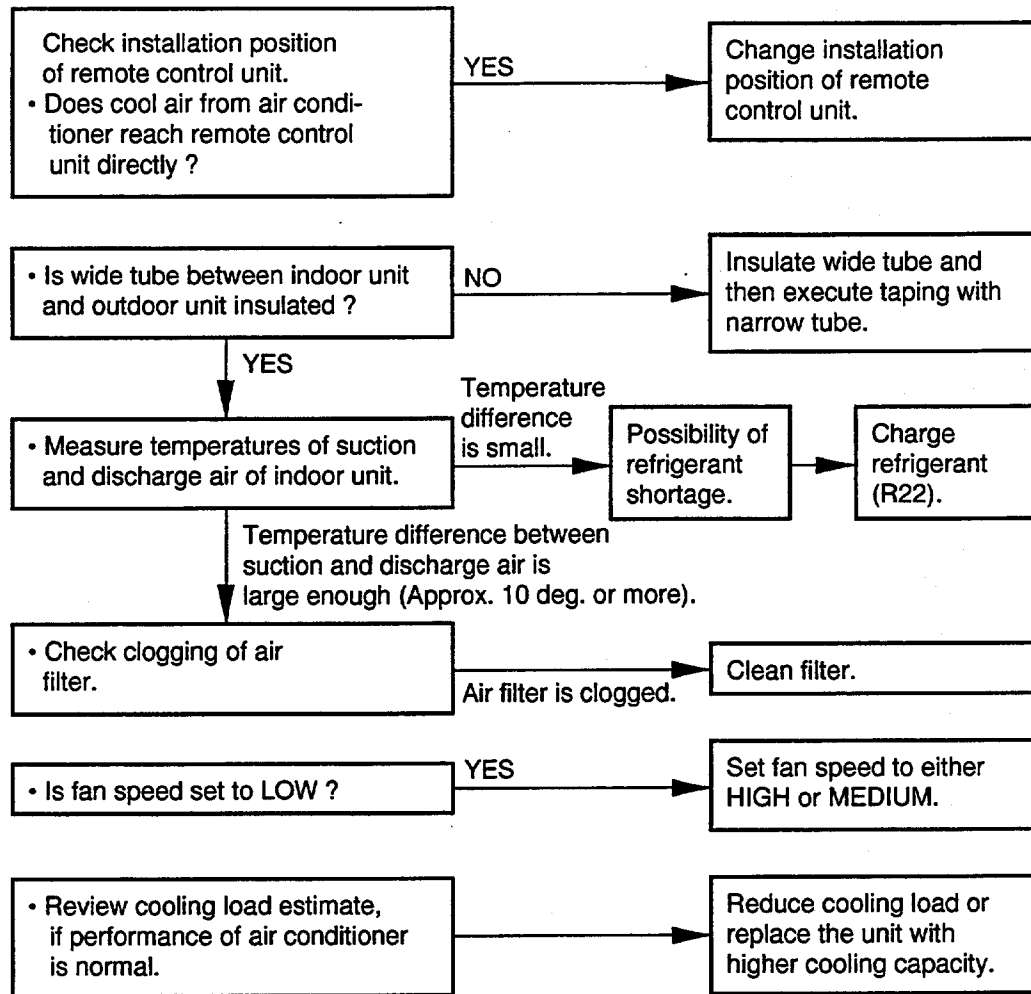 Check installation position
of remote control unit.
• Does cool air from air condi-
tioner reach remote control
unit directly ?
YES
Change installation
position of remote
control unit.
• Is wide tube between indoor unit
and outdoor unit insulated ?
NO
Insulate wide tube and
then execute taping with
narrow tube.
YES
• Measure temperatures of suction
and discharge air of indoor unit.
Temperature
difference
is small.
Possibility of
refrigerant
shortage.
Charge
refrigerant
(R22).
Temperature difference between
suction and discharge air is
large enough (Approx. 10 deg. or more).
• Check clogging of air
filter.
Air filter is clogged.
Clean filter.
• Is fan speed set to LOW ?
YES
Set fan speed to either
HIGH or MEDIUM.
• Review cooling load estimate,
if performance of air conditioner
is normal.
Reduce cooling load or
replace the unit with
higher cooling capacity.